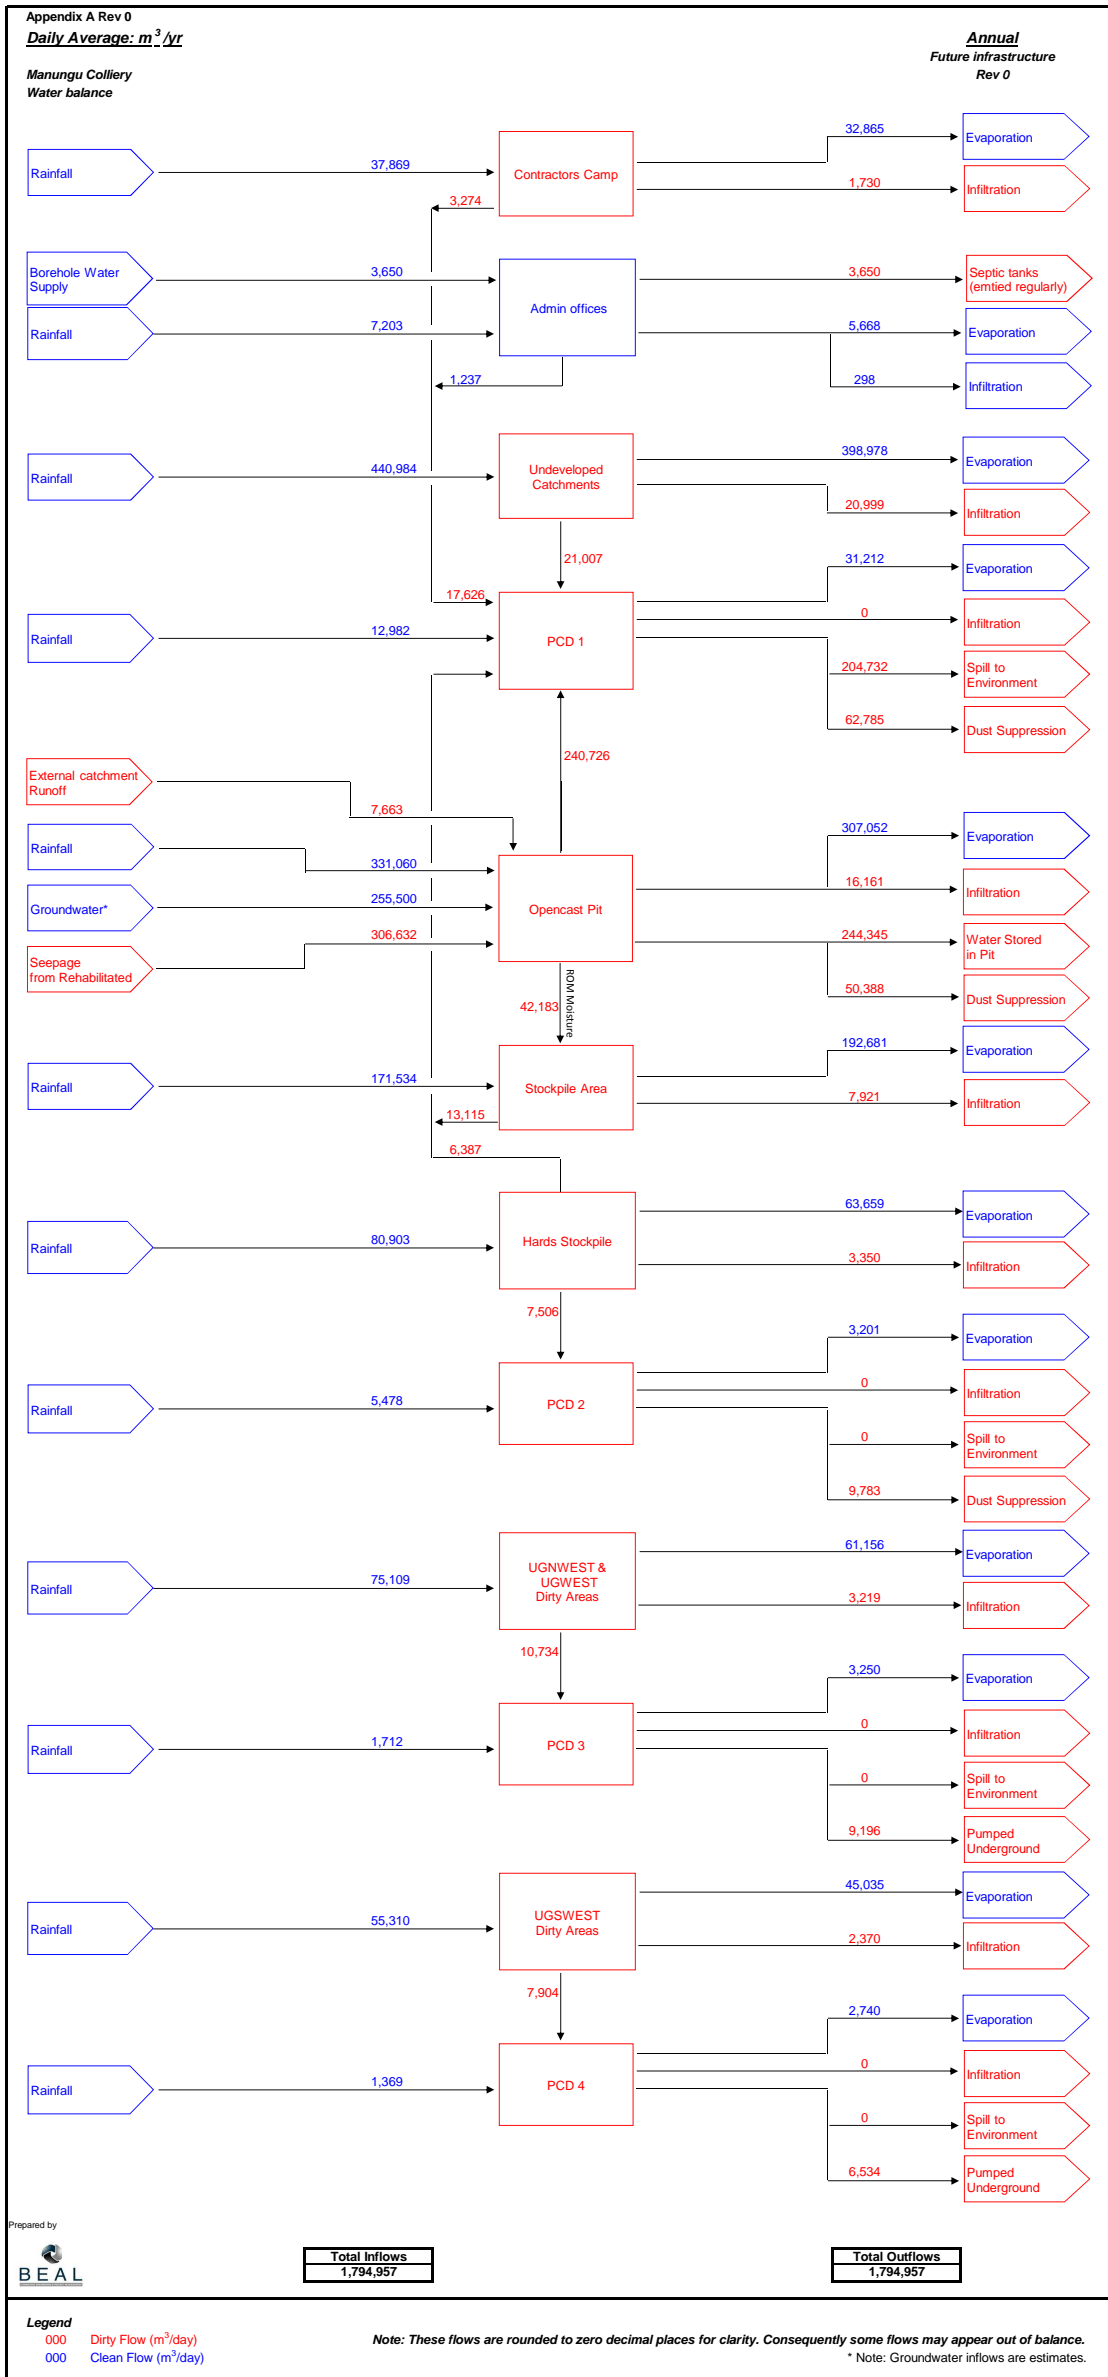 Appendix A Rev 0
Daily Average: m³/yr
Annual
Future infrastructure
Rev 0
Manungu Colliery
Water balance
Rainfall
37,869
Contractors Camp
32,865
Evaporation
1,730
Infiltration
3,274
Borehole Water
Supply
3,650
Admin offices
3,650
Septic tanks
(emtied regularly)
Rainfall
7,203
5,668
Evaporation
1,237
298
Infiltration
Rainfall
440,984
Undeveloped
Catchments
398,978
Evaporation
20,999
Infiltration
21,007
17,626
Rainfall
12,982
PCD 1
31,212
Evaporation
0
Infiltration
204,732
Spill to
Environment
62,785
Dust Suppression
240,726
External catchment
Runoff
7,663
Rainfall
331,060
Groundwater*
255,500
Seepage
from Rehabilitated
306,632
Opencast Pit
307,052
Evaporation
16,161
Infiltration
244,345
Water Stored
in Pit
50,388
Dust Suppression
42,183
ROM Moisture
Rainfall
171,534
Stockpile Area
192,681
Evaporation
7,921
Infiltration
13,115
6,387
Rainfall
80,903
Hards Stockpile
63,659
Evaporation
3,350
Infiltration
7,506
Rainfall
5,478
PCD 2
3,201
Evaporation
0
Infiltration
0
Spill to
Environment
9,783
Dust Suppression
Rainfall
75,109
UGNWEST &
UGWEST
Dirty Areas
61,156
Evaporation
3,219
Infiltration
10,734
Rainfall
1,712
PCD 3
3,250
Evaporation
0
Infiltration
0
Spill to
Environment
9,196
Pumped
Underground
Rainfall
55,310
UGSWEST
Dirty Areas
45,035
Evaporation
2,370
Infiltration
7,904
Rainfall
1,369
PCD 4
2,740
Evaporation
0
Infiltration
0
Spill to
Environment
6,534
Pumped
Underground
Prepared by
BEAL
Total Inflows
1,794,957
Total Outflows
1,794,957
Legend
000 Dirty Flow (m³/day)
000 Clean Flow (m³/day)
Note: These flows are rounded to zero decimal places for clarity. Consequently some flows may appear out of balance.
* Note: Groundwater inflows are estimates.